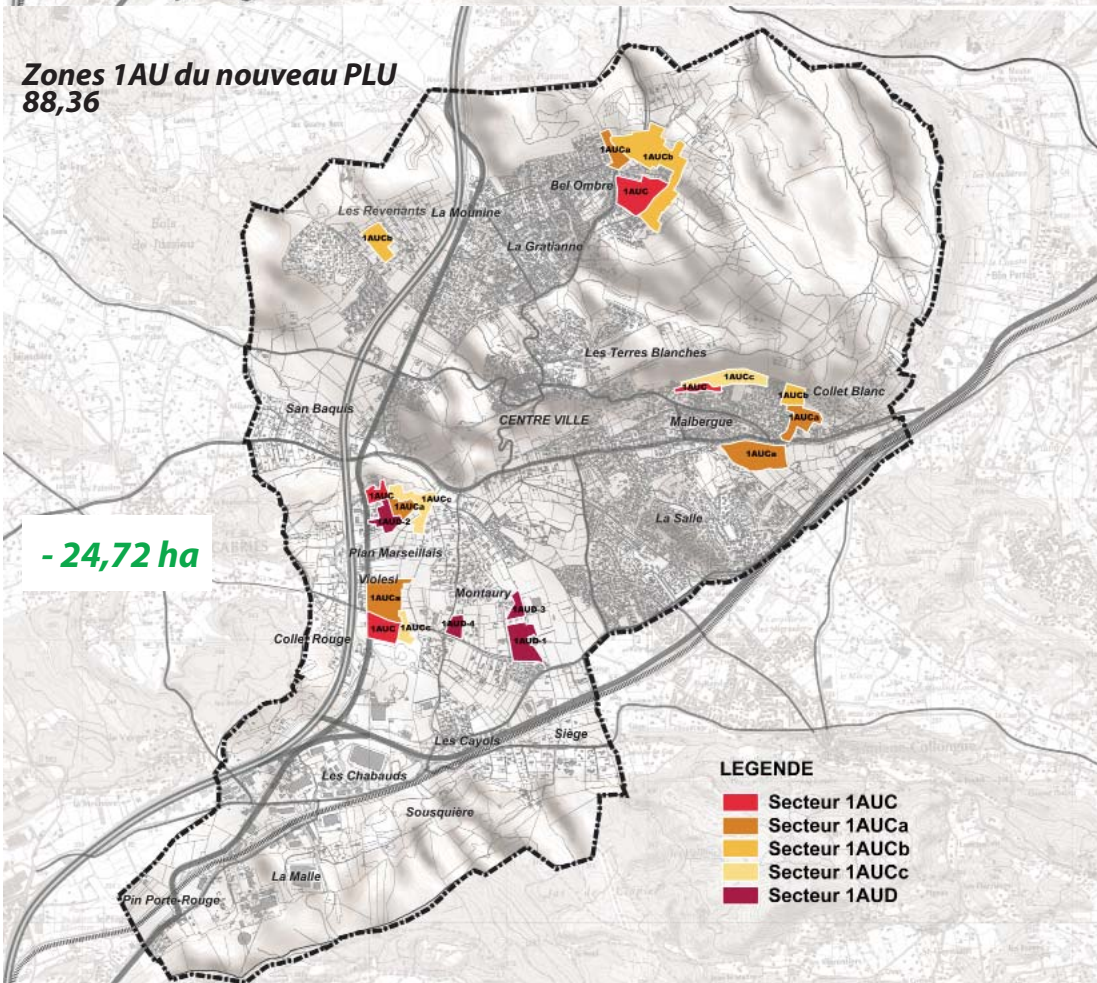 Zones 1AU du nouveau PLU
88,36
1AUCa
1AUCb
Bel Ombre
1AUC
Les Revenants
La Mounine
1AUCb
La Gratianne
Les Terres Blanches
1AUCc
1AUC
1AUCb
Collet Blanc
San Baquis
CENTRE VILLE
Malbergue
1AUCa
1AUCa
1AUC
1AUCc
1AUCa
1AUD-2
La Salle
- 24,72 ha
Plan Marseillais
Violesi
1AUCa
Montaury
1AUD-3
1AUD-4
Collet Rouge
1AUC
1AUCc
1AUD-1
Les Cayols
Siège
Les Chabauds
Sousquière
La Malle
Pin Porte-Rouge
LEGENDE
Secteur 1AUC
Secteur 1AUCa
Secteur 1AUCb
Secteur 1AUCc
Secteur 1AUD